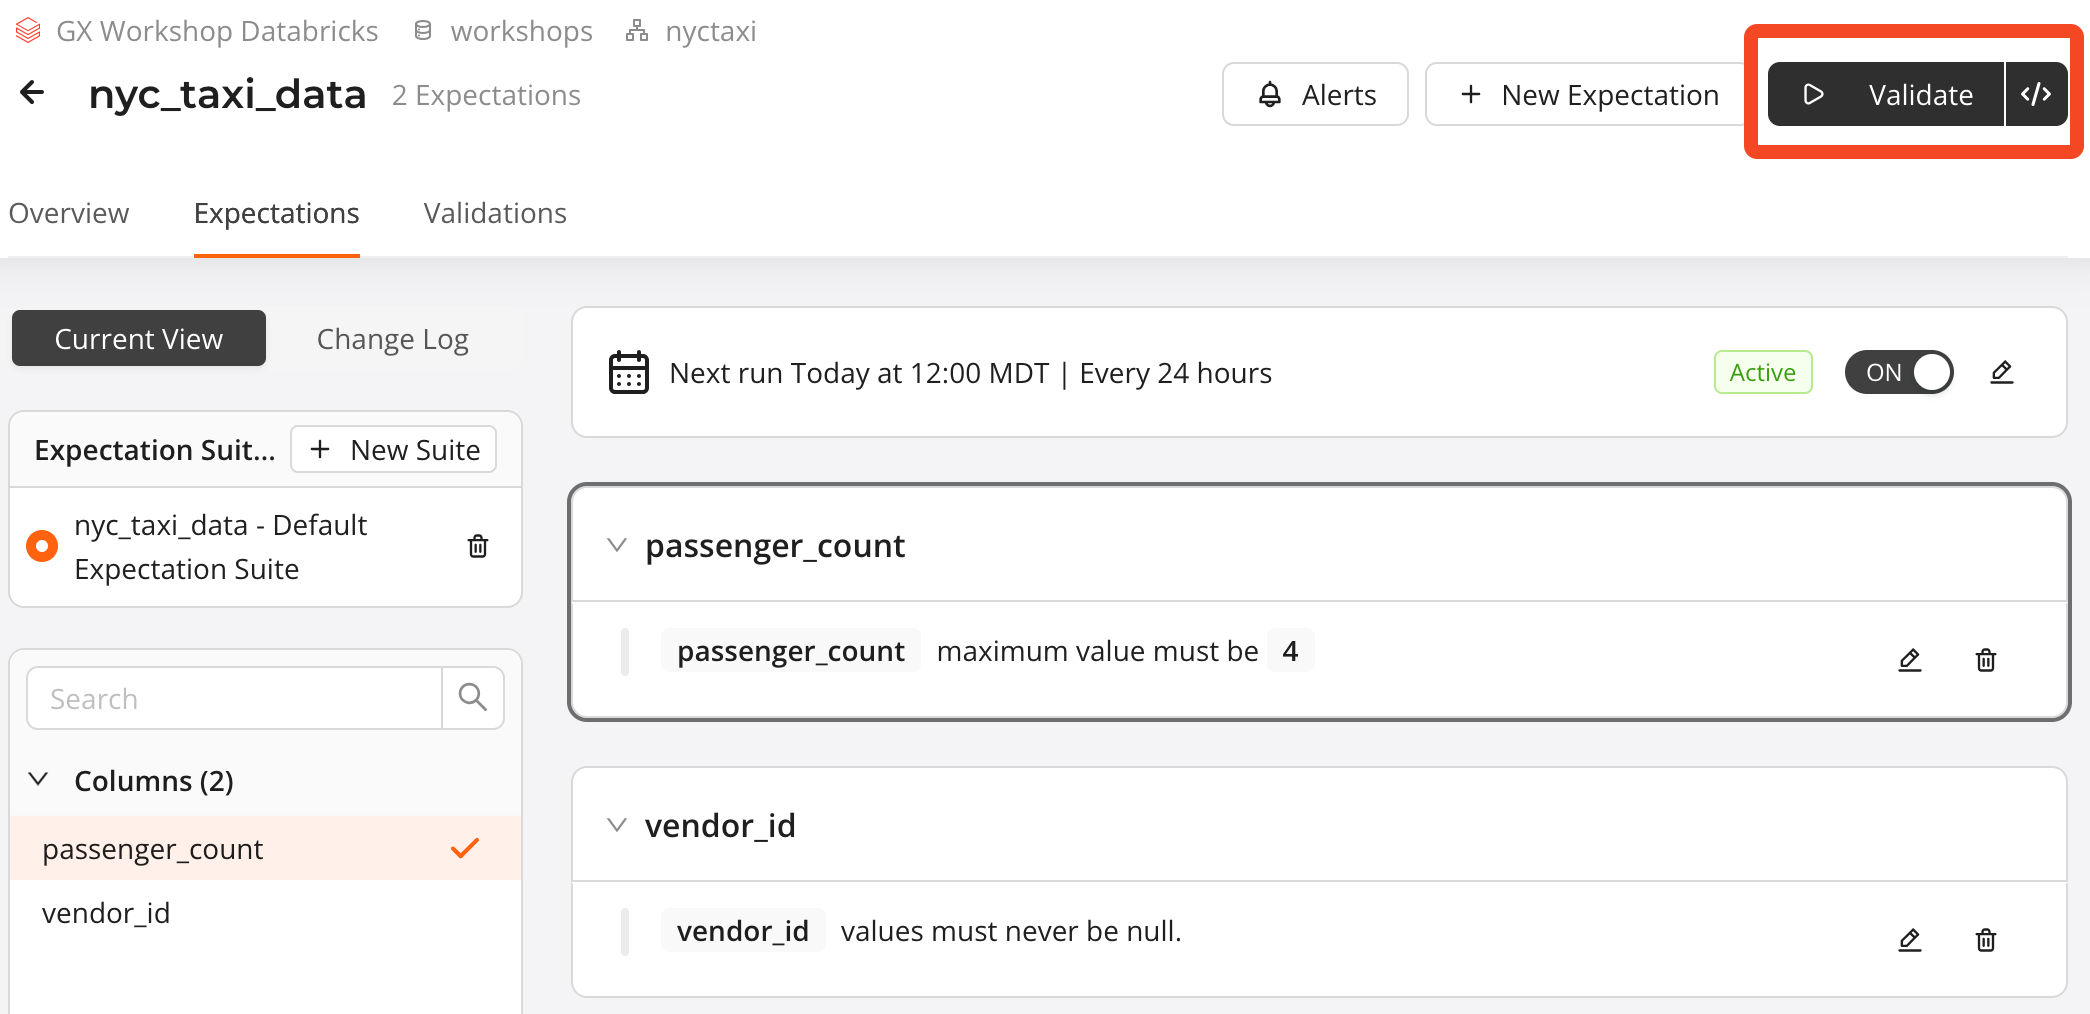 GX Workshop Databricks workshops nyctaxi
nyc_taxi_data 2 Expectations
Alerts
+ New Expectation
Validate </>
Overview Expectations Validations
Current View Change Log
Next run Today at 12:00 MDT | Every 24 hours
Active
ON
Expectation Suit...
+ New Suite
nyc_taxi_data - Default
Expectation Suite
Search
Columns (2)
passenger_count
vendor_id
passenger_count
passenger_count maximum value must be 4
vendor_id
vendor_id values must never be null.